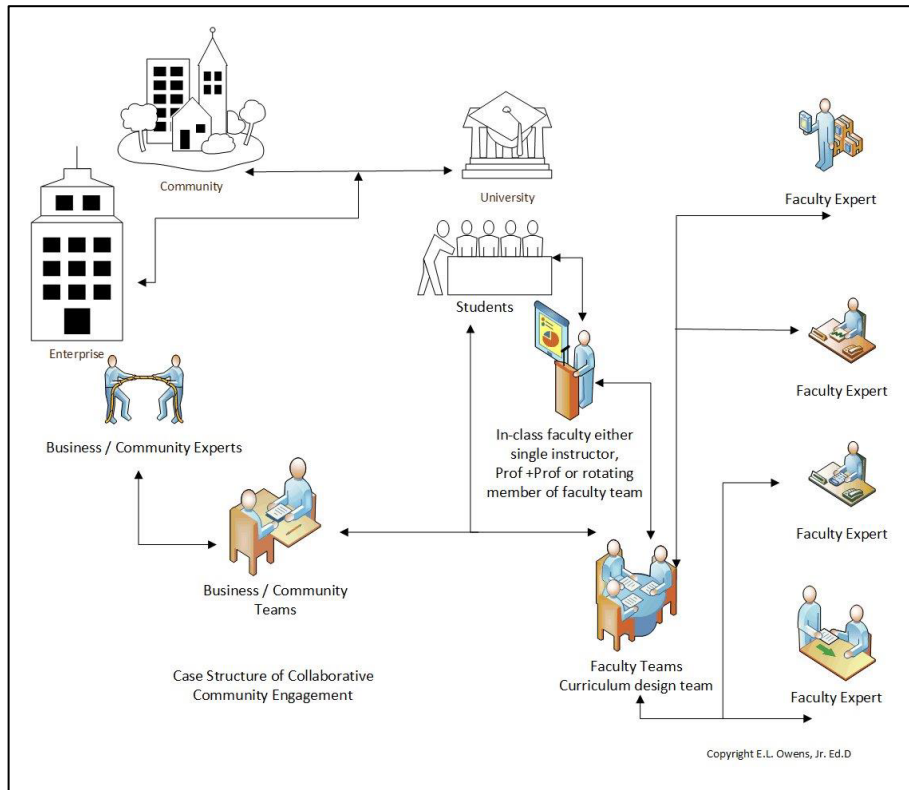 Community
University
Faculty Expert
Students
Enterprise
Faculty Expert
Business / Community Experts
In-class faculty either
single instructor,
Prof +Prof or rotating
member of faculty team
Faculty Expert
Business / Community
Teams
Faculty Teams
Curriculum design team
Case Structure of Collaborative
Community Engagement
Faculty Expert
Copyright E.L. Owens, Jr. Ed.D